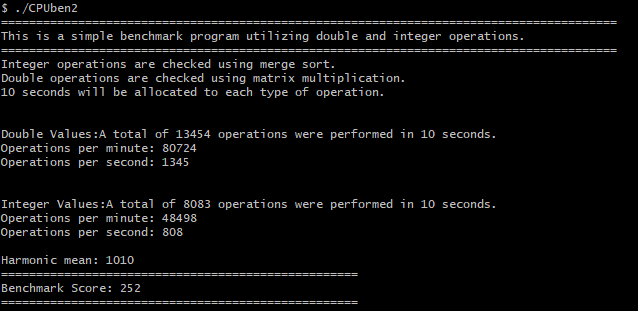 $ ./CPUben2
========================================================================================
This is a simple benchmark program utilizing double and integer operations.
========================================================================================
Integer operations are checked using merge sort.
Double operations are checked using matrix multiplication.
10 seconds will be allocated to each type of operation.
Double Values:A total of 13454 operations were performed in 10 seconds.
Operations per minute: 80724
Operations per second: 1345
Integer Values:A total of 8083 operations were performed in 10 seconds.
Operations per minute: 48498
Operations per second: 808
Harmonic mean: 1010
===================================================
Benchmark Score: 252
===================================================